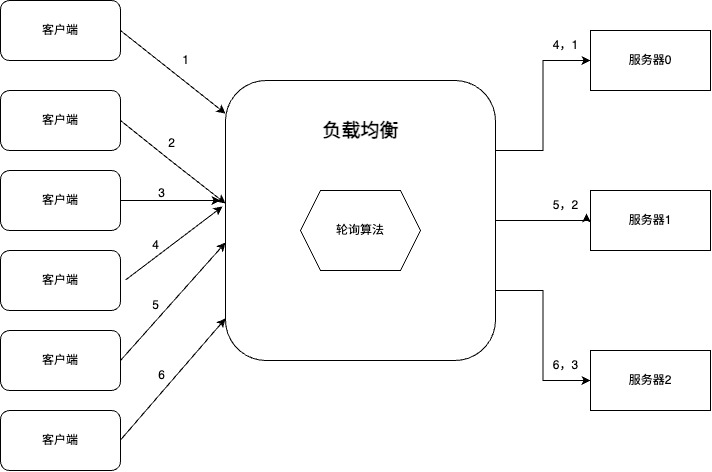 客户端
1
客户端
2
客户端
3
客户端
4
客户端
5
客户端
6
负载均衡
轮询算法
4，1
服务器0
5，2
服务器1
6，3
服务器2